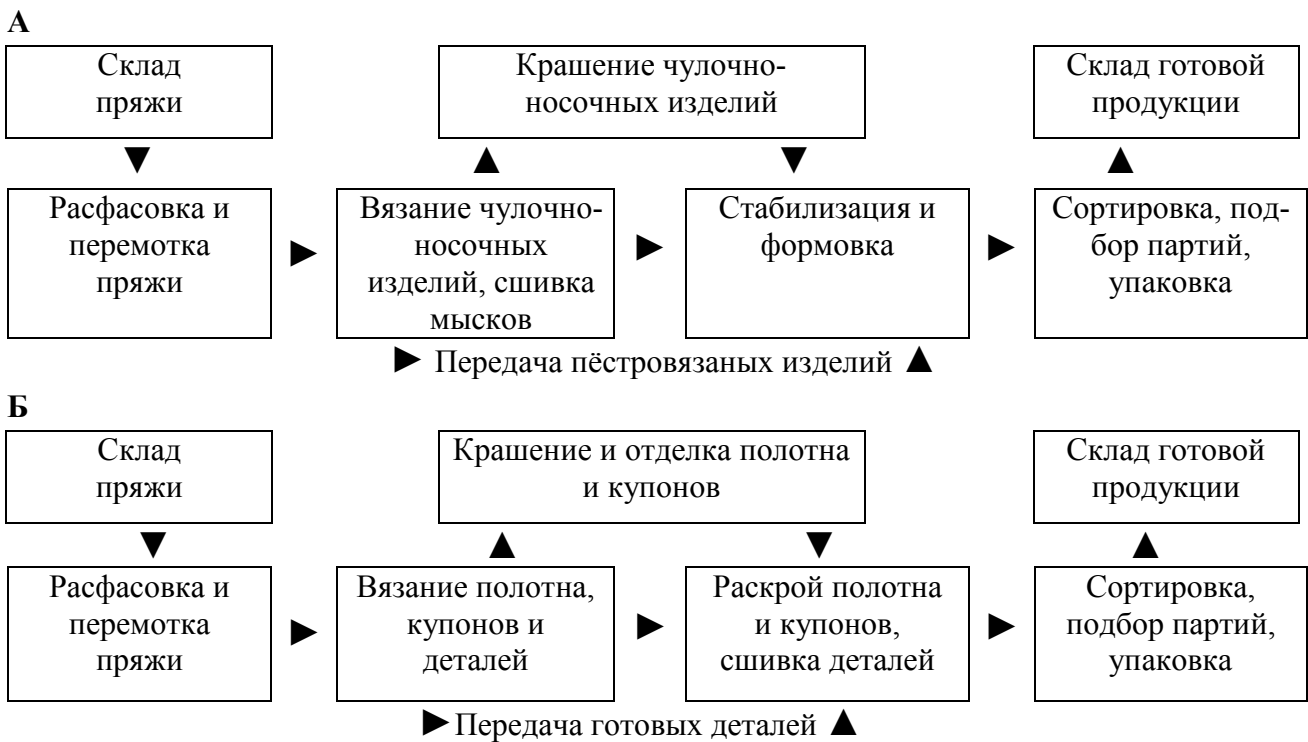 А
Склад
пряжи
Крашение чулочно-
носочных изделий
Склад готовой
продукции
Расфасовка и
перемотка
пряжи
Вязание чулочно-
носочных
изделий, сшивка
мысков
Стабилизация и
формовка
Сортировка, под-
бор партий,
упаковка
Передача пёстровязаных изделий
Б
Склад
пряжи
Крашение и отделка полотна
и купонов
Склад готовой
продукции
Расфасовка и
перемотка
пряжи
Вязание полотна,
купонов и
деталей
Раскрой полотна
и купонов,
сшивка деталей
Сортировка,
подбор партий,
упаковка
Передача готовых деталей